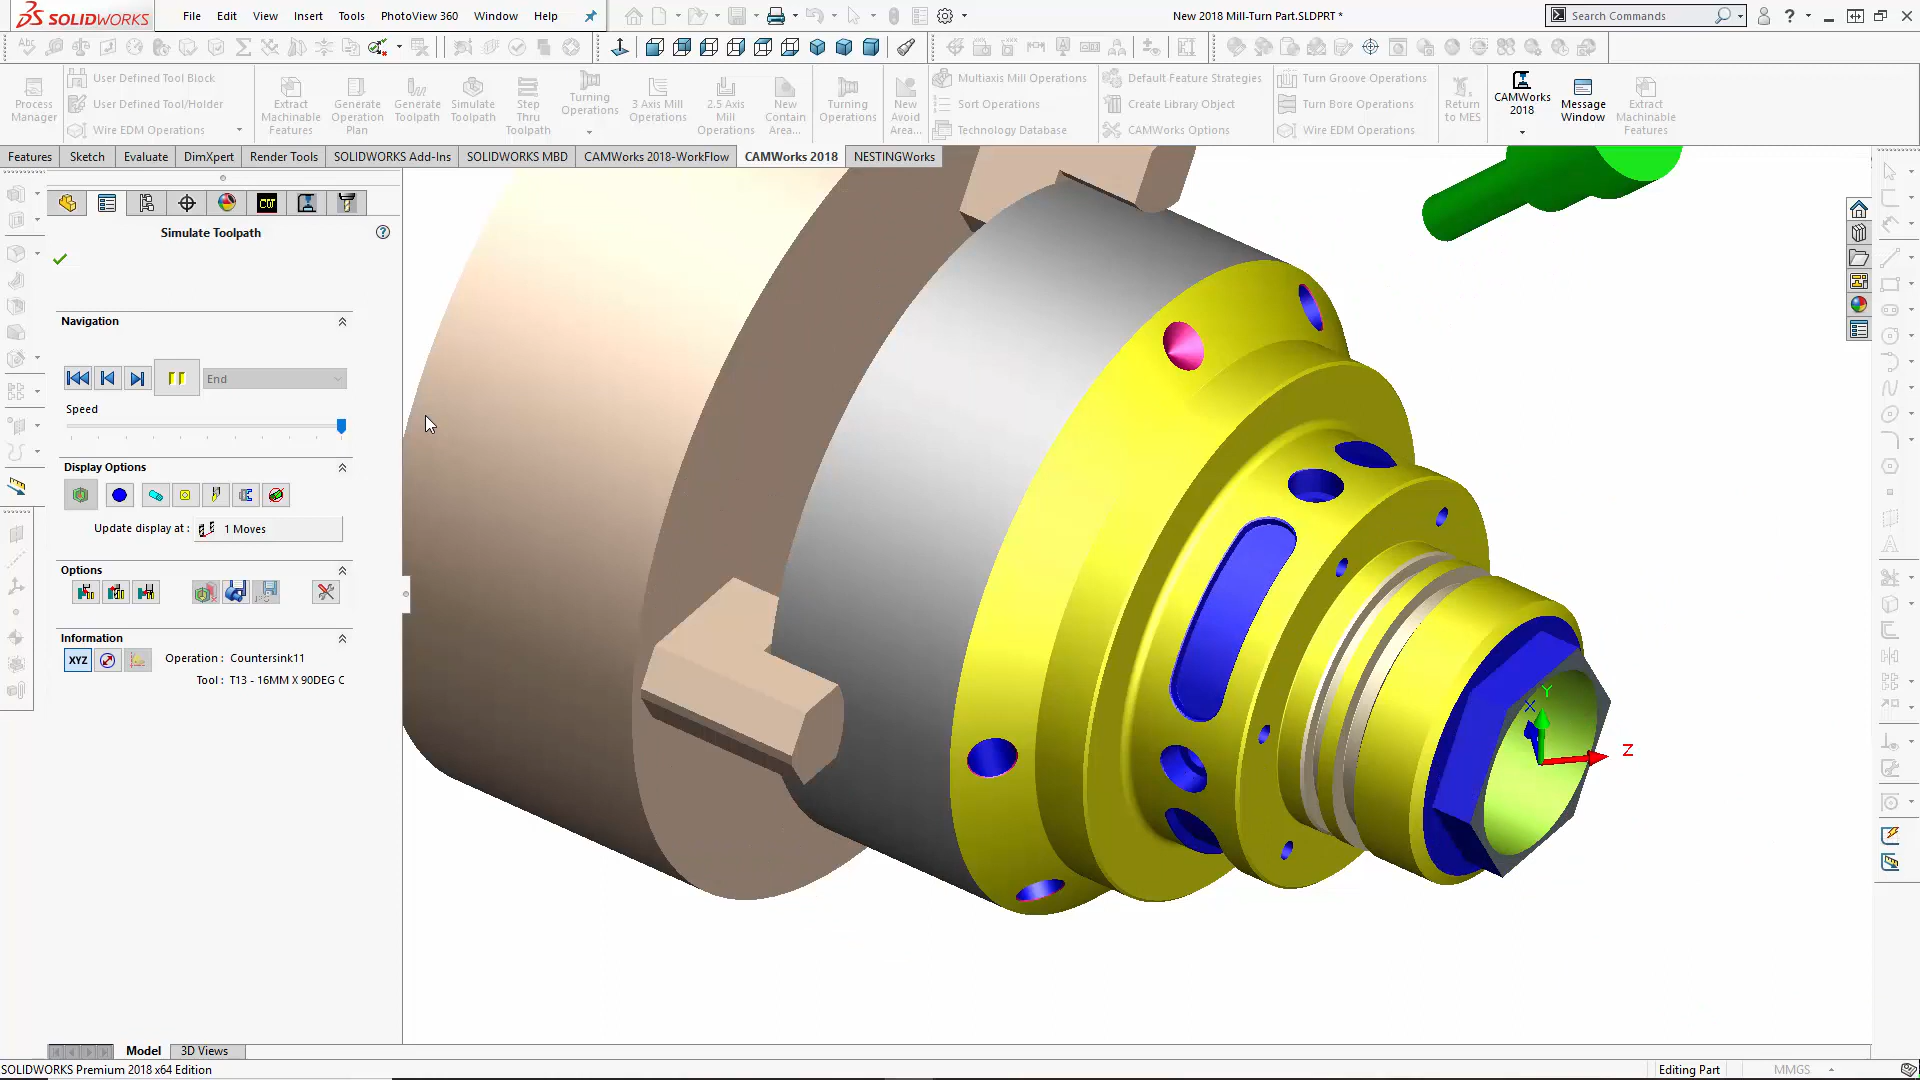 SOLIDWORKS
File Edit View Insert Tools PhotoView 360 Window Help
New 2018 Mill-Turn Part.SLDPRT *
Search Commands
Process Manager
User Defined Tool Block
User Defined Tool/Holder
Wire EDM Operations
Extract Machinable Features
Generate Operation Plan
Generate Toolpath
Simulate Toolpath
Step Thru Toolpath
Turning Operations
3 Axis Mill Operations
2.5 Axis Mill Operations
New Contain Area...
Turning Operations
New Avoid Area...
Multiaxis Mill Operations
Sort Operations
Technology Database
Default Feature Strategies
Create Library Object
CAMWorks Options
Turn Groove Operations
Turn Bore Operations
Wire EDM Operations
Return to MES
CAMWorks 2018
Message Window
Extract Machinable Features
Features Sketch Evaluate DimXpert Render Tools SOLIDWORKS Add-Ins SOLIDWORKS MBD CAMWorks 2018-WorkFlow CAMWorks 2018 NESTINGWorks
Simulate Toolpath
Navigation
End
Speed
Display Options
Update display at : 1 Moves
Options
Information
XYZ
Operation : Countersink11
Tool : T13 - 16MM X 90DEG C
X
Y
Z
Model 3D Views
SOLIDWORKS Premium 2018 x64 Edition
Editing Part
MMGS